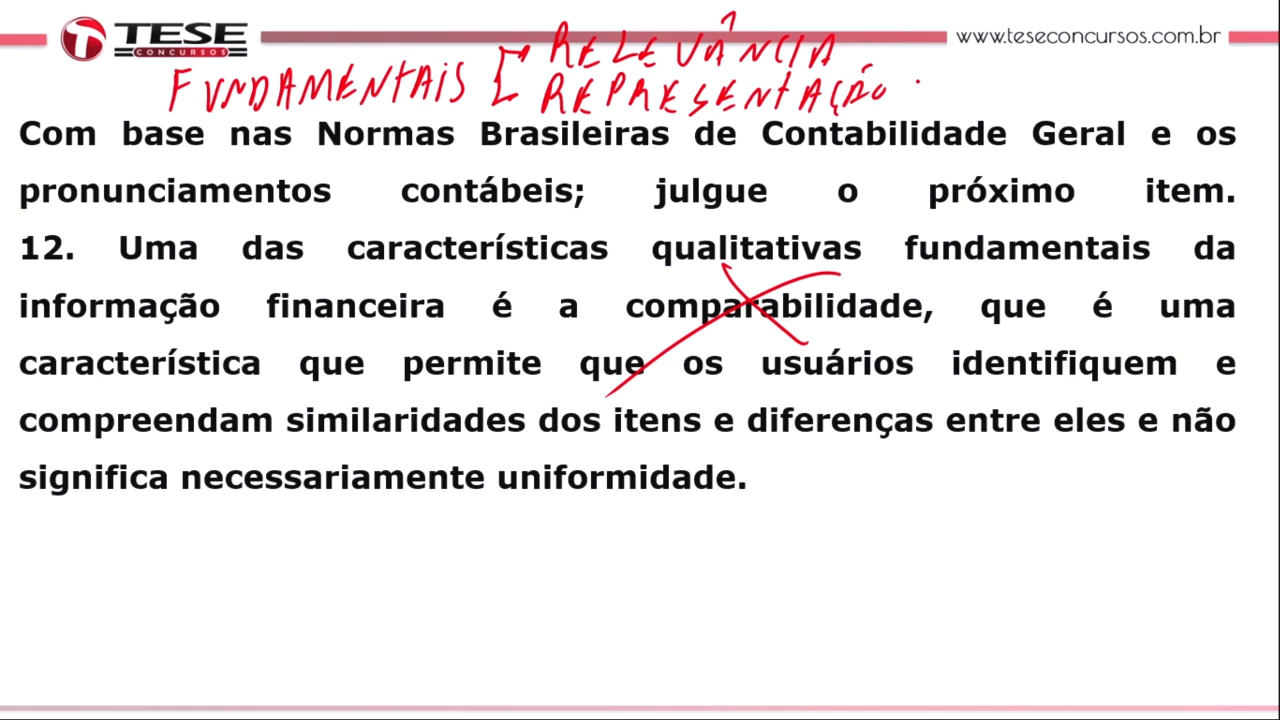 TESE
CONCURSOS
www.teseconcursos.com.br
FUNDAMENTAIS
RELEVÂNCIA
REPRESENTAÇÃO
Com base nas Normas Brasileiras de Contabilidade Geral e os
pronunciamentos contábeis; julgue o próximo item.
12. Uma das características qualitativas fundamentais da
informação financeira é a comparabilidade, que é uma
característica que permite que os usuários identifiquem e
compreendam similaridades dos itens e diferenças entre eles e não
significa necessariamente uniformidade.